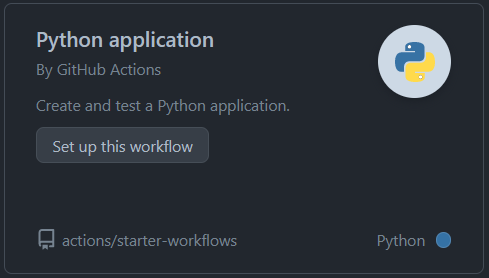 Python application
By GitHub Actions
Create and test a Python application.
Set up this workflow
actions/starter-workflows
Python